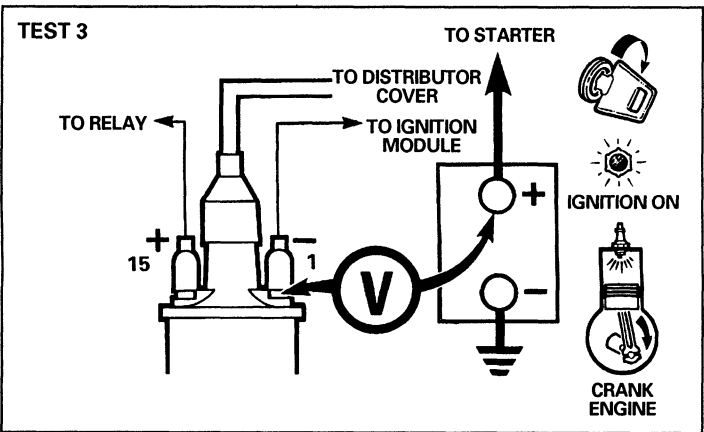 TEST 3
TO STARTER
TO DISTRIBUTOR
COVER
TO RELAY
TO IGNITION
MODULE
+
IGNITION ON
+
−
15
1
V
−
CRANK
ENGINE